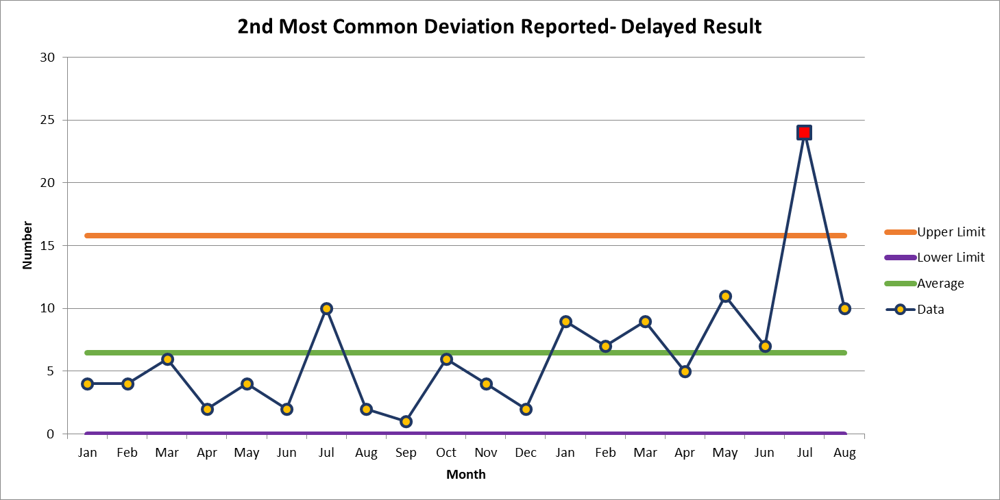 2nd Most Common Deviation Reported- Delayed Result
30
25
20
15
10
5
0
Number
Jan Feb Mar Apr May Jun Jul Aug Sep Oct Nov Dec Jan Feb Mar Apr May Jun Jul Aug
Month
Upper Limit
Lower Limit
Average
Data